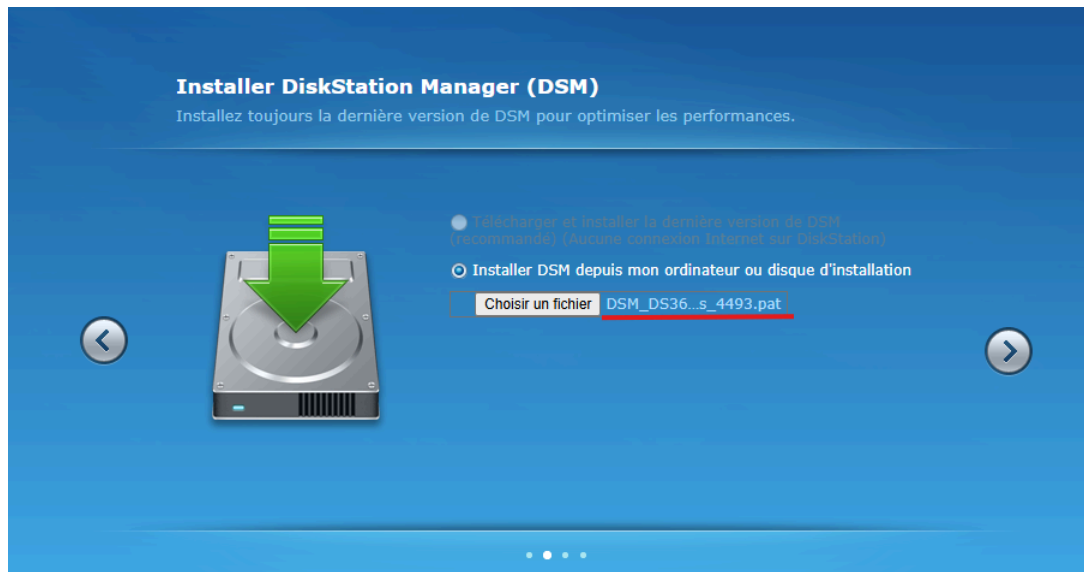 Installer DiskStation Manager (DSM)
Installez toujours la dernière version de DSM pour optimiser les performances.
Télécharger et installer la dernière version de DSM
(recommandé) (Aucune connexion Internet sur DiskStation)
Installer DSM depuis mon ordinateur ou disque d'installation
Choisir un fichier DSM_DS36...s_4493.pat